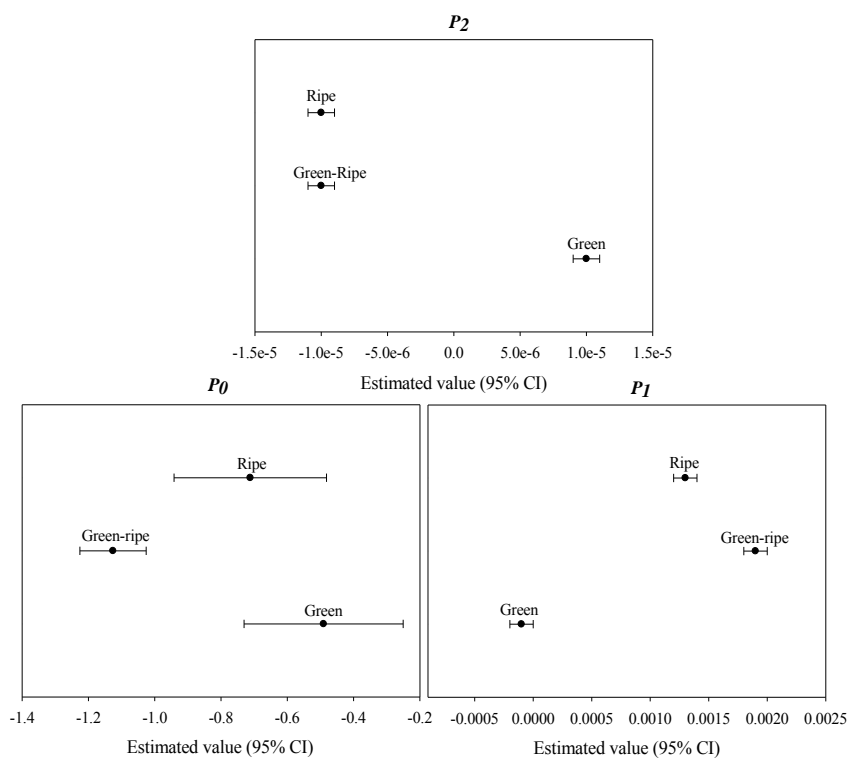 P2
Ripe
Green-Ripe
Green
-1.5e-5 -1.0e-5 -5.0e-6 0.0 5.0e-6 1.0e-5 1.5e-5
Estimated value (95% CI)
P0
Ripe
Green-ripe
Green
-1.4 -1.2 -1.0 -0.8 -0.6 -0.4 -0.2
Estimated value (95% CI)
P1
Ripe
Green-ripe
Green
-0.0005 0.0000 0.0005 0.0010 0.0015 0.0020 0.0025
Estimated value (95% CI)